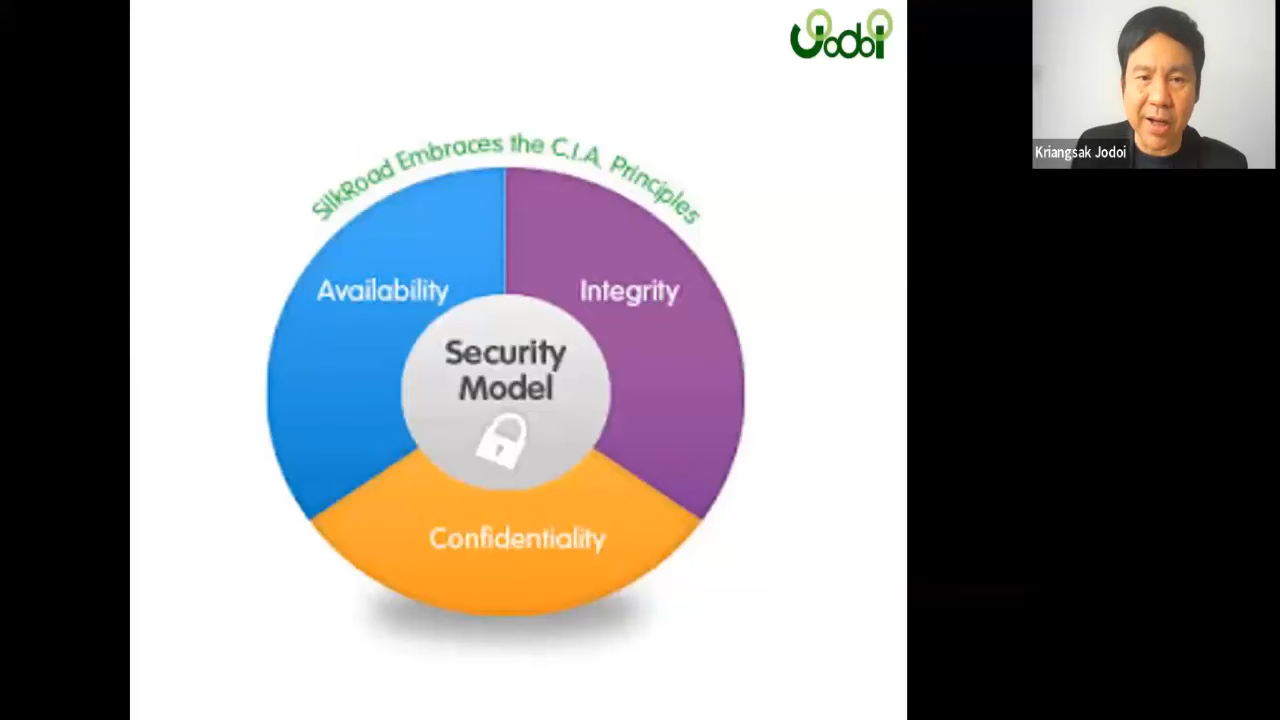 Jodoi
Kriangsak Jodoi
SilkRoad Embraces the C.I.A. Principles
Availability
Integrity
Security
Model
Confidentiality